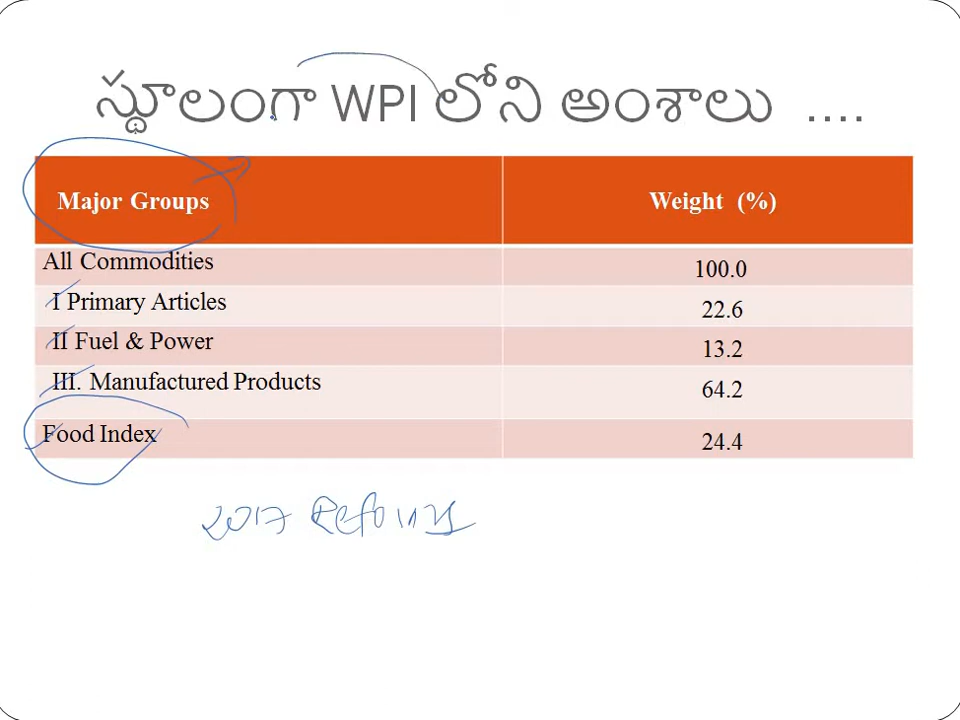 స్థూలంగా WPI లోని అంశాలు ....
Major Groups Weight (%)
All Commodities 100.0
I Primary Articles 22.6
II Fuel & Power 13.2
III. Manufactured Products 64.2
Food Index 24.4
2017 Reforms